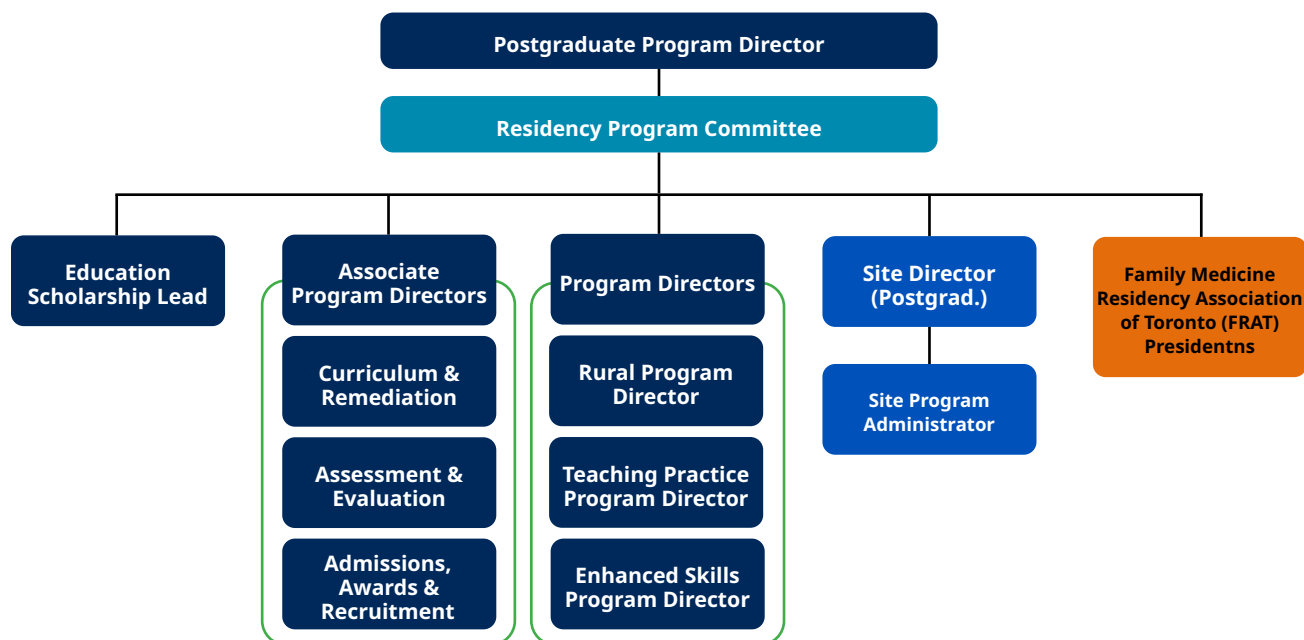 Postgraduate Program Director
Residency Program Committee
Education
Scholarship Lead
Associate
Program Directors
Curriculum &
Remediation
Assessment &
Evaluation
Admissions,
Awards &
Recruitment
Program Directors
Rural Program
Director
Teaching Practice
Program Director
Enhanced Skills
Program Director
Site Director
(Postgrad.)
Site Program
Administrator
Family Medicine
Residency Association
of Toronto (FRAT)
Presidentns